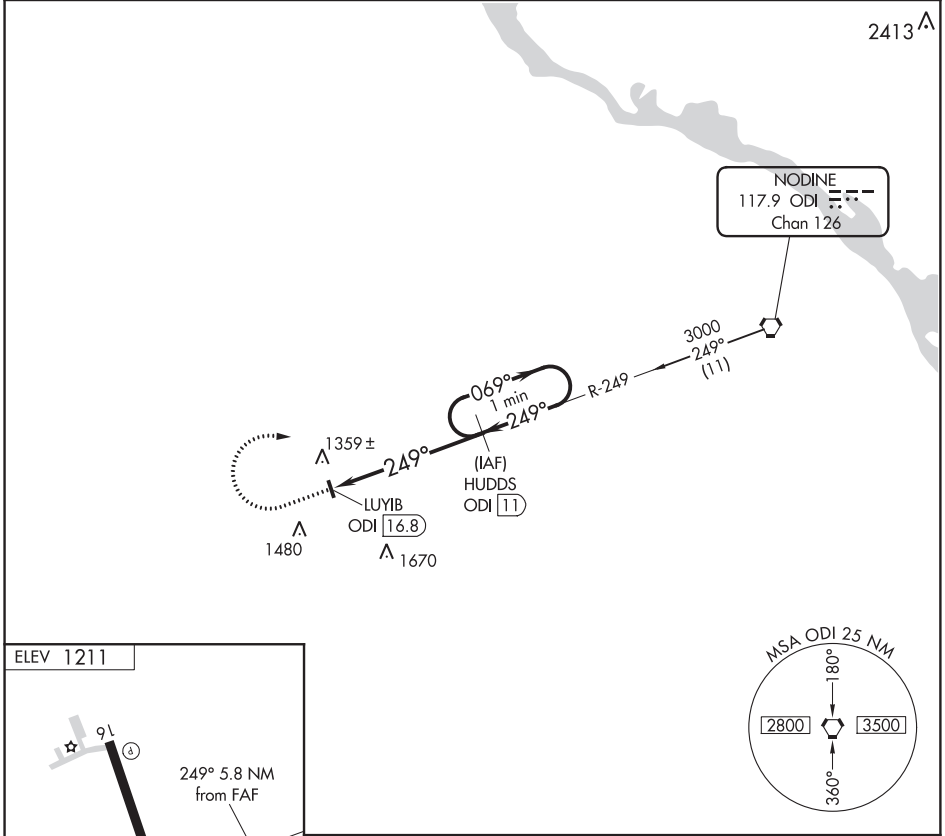 2413
NODINE
117.9 ODI
Chan 126
3000
249°
(11)
R-249
069°
1 min
249°
249°
(IAF)
HUDDS
ODI 11
1359 ±
LUYIB
ODI 16.8
1480
1670
ELEV 1211
16
P
249° 5.8 NM
from FAF
MSA ODI 25 NM
180°
2800
3500
360°